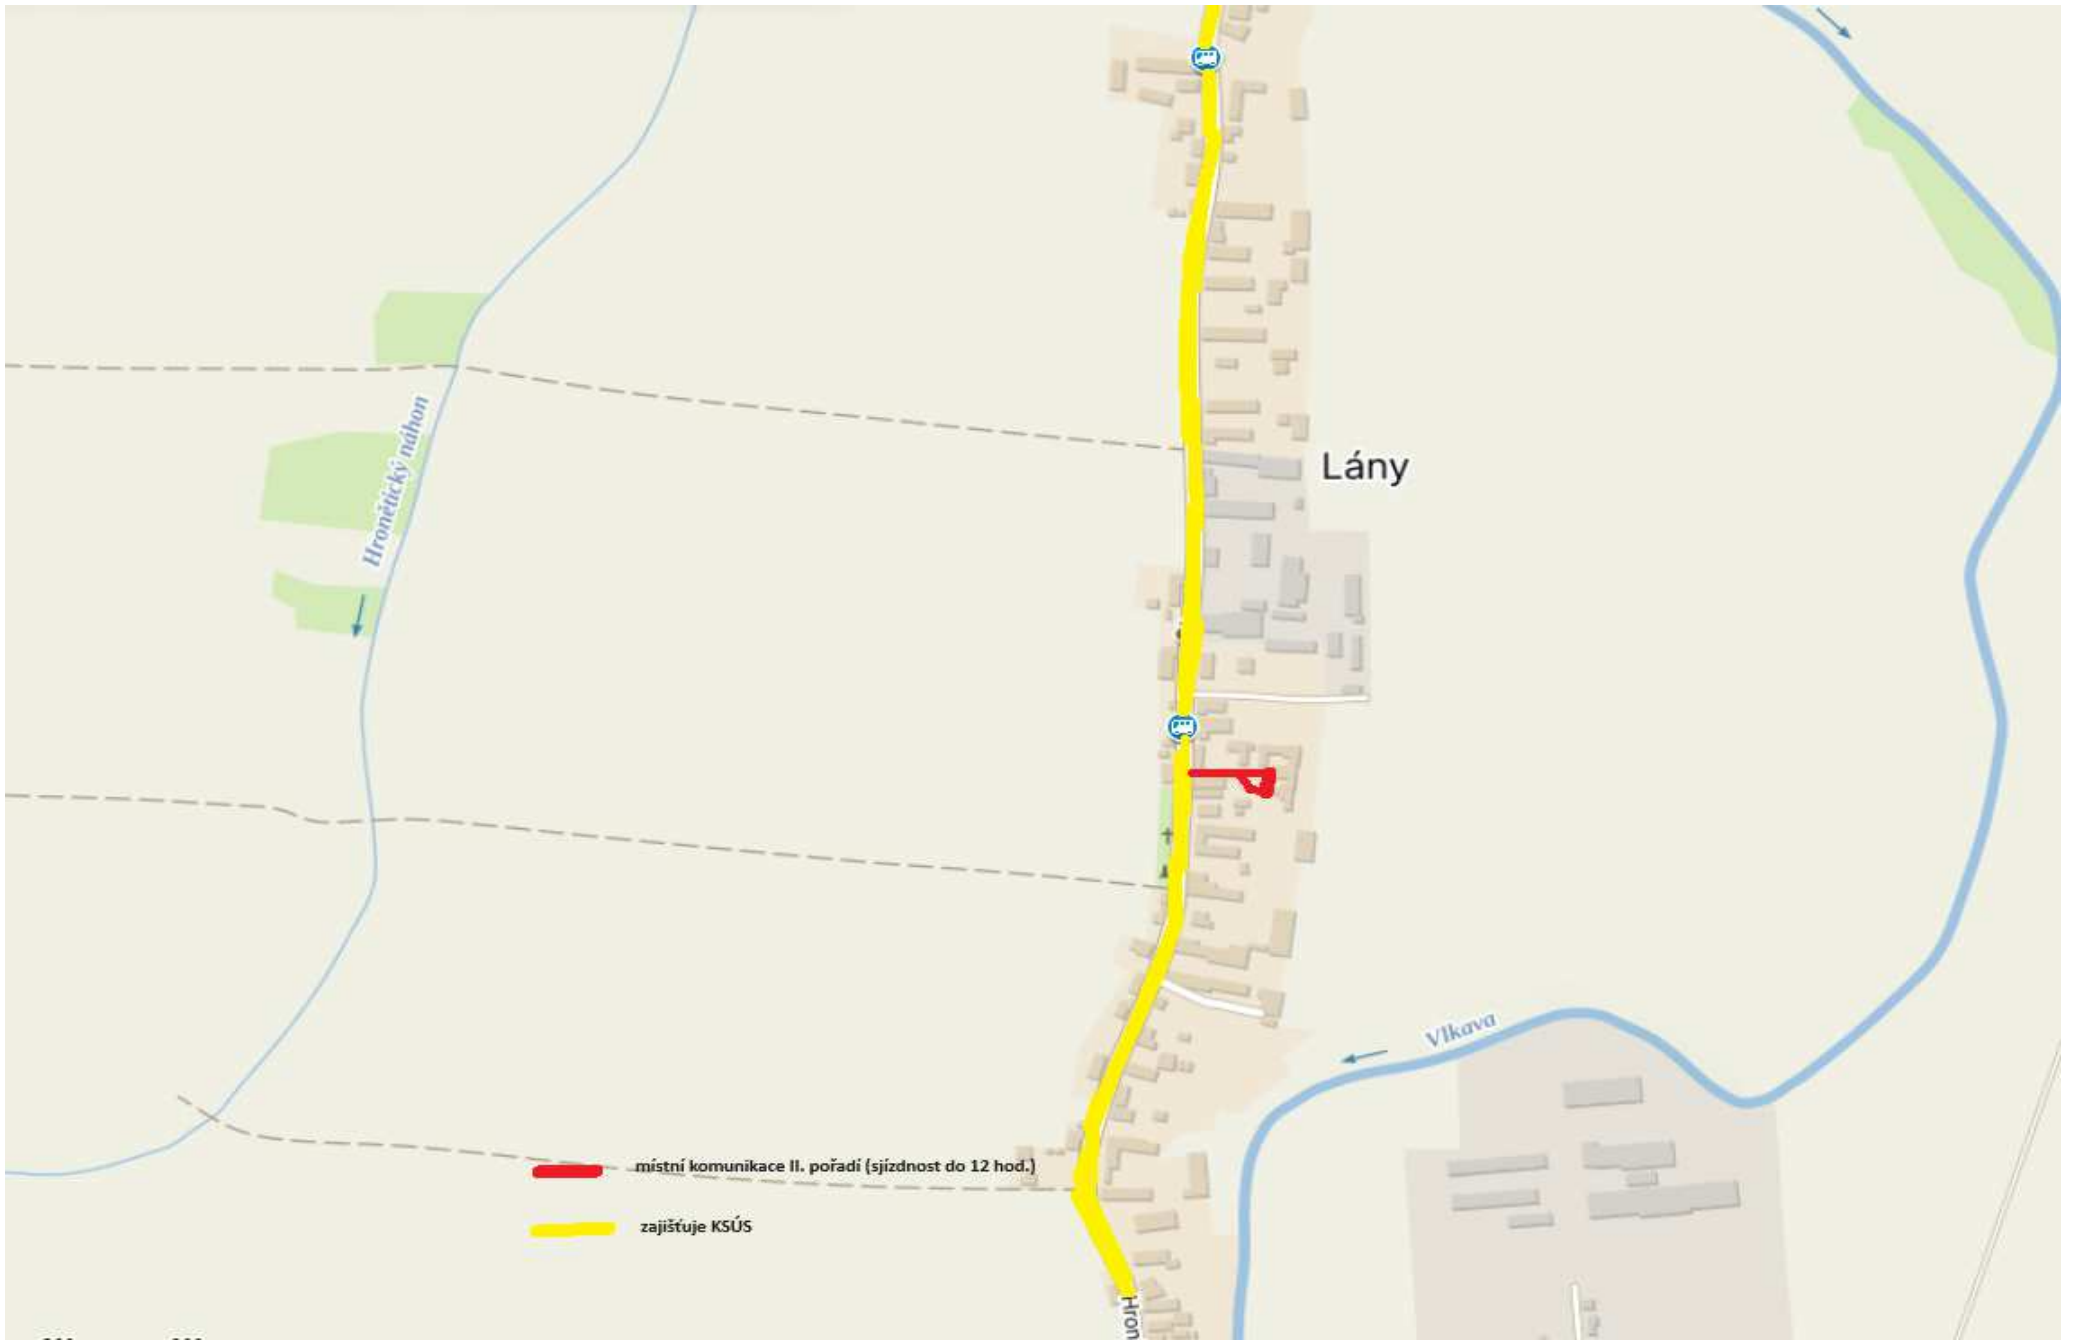 Lány
Hronětický náhon
Vlkava
místní komunikace II. pořadí (sjízdnost do 12 hod.)
zajišťuje KSÚS
Hron